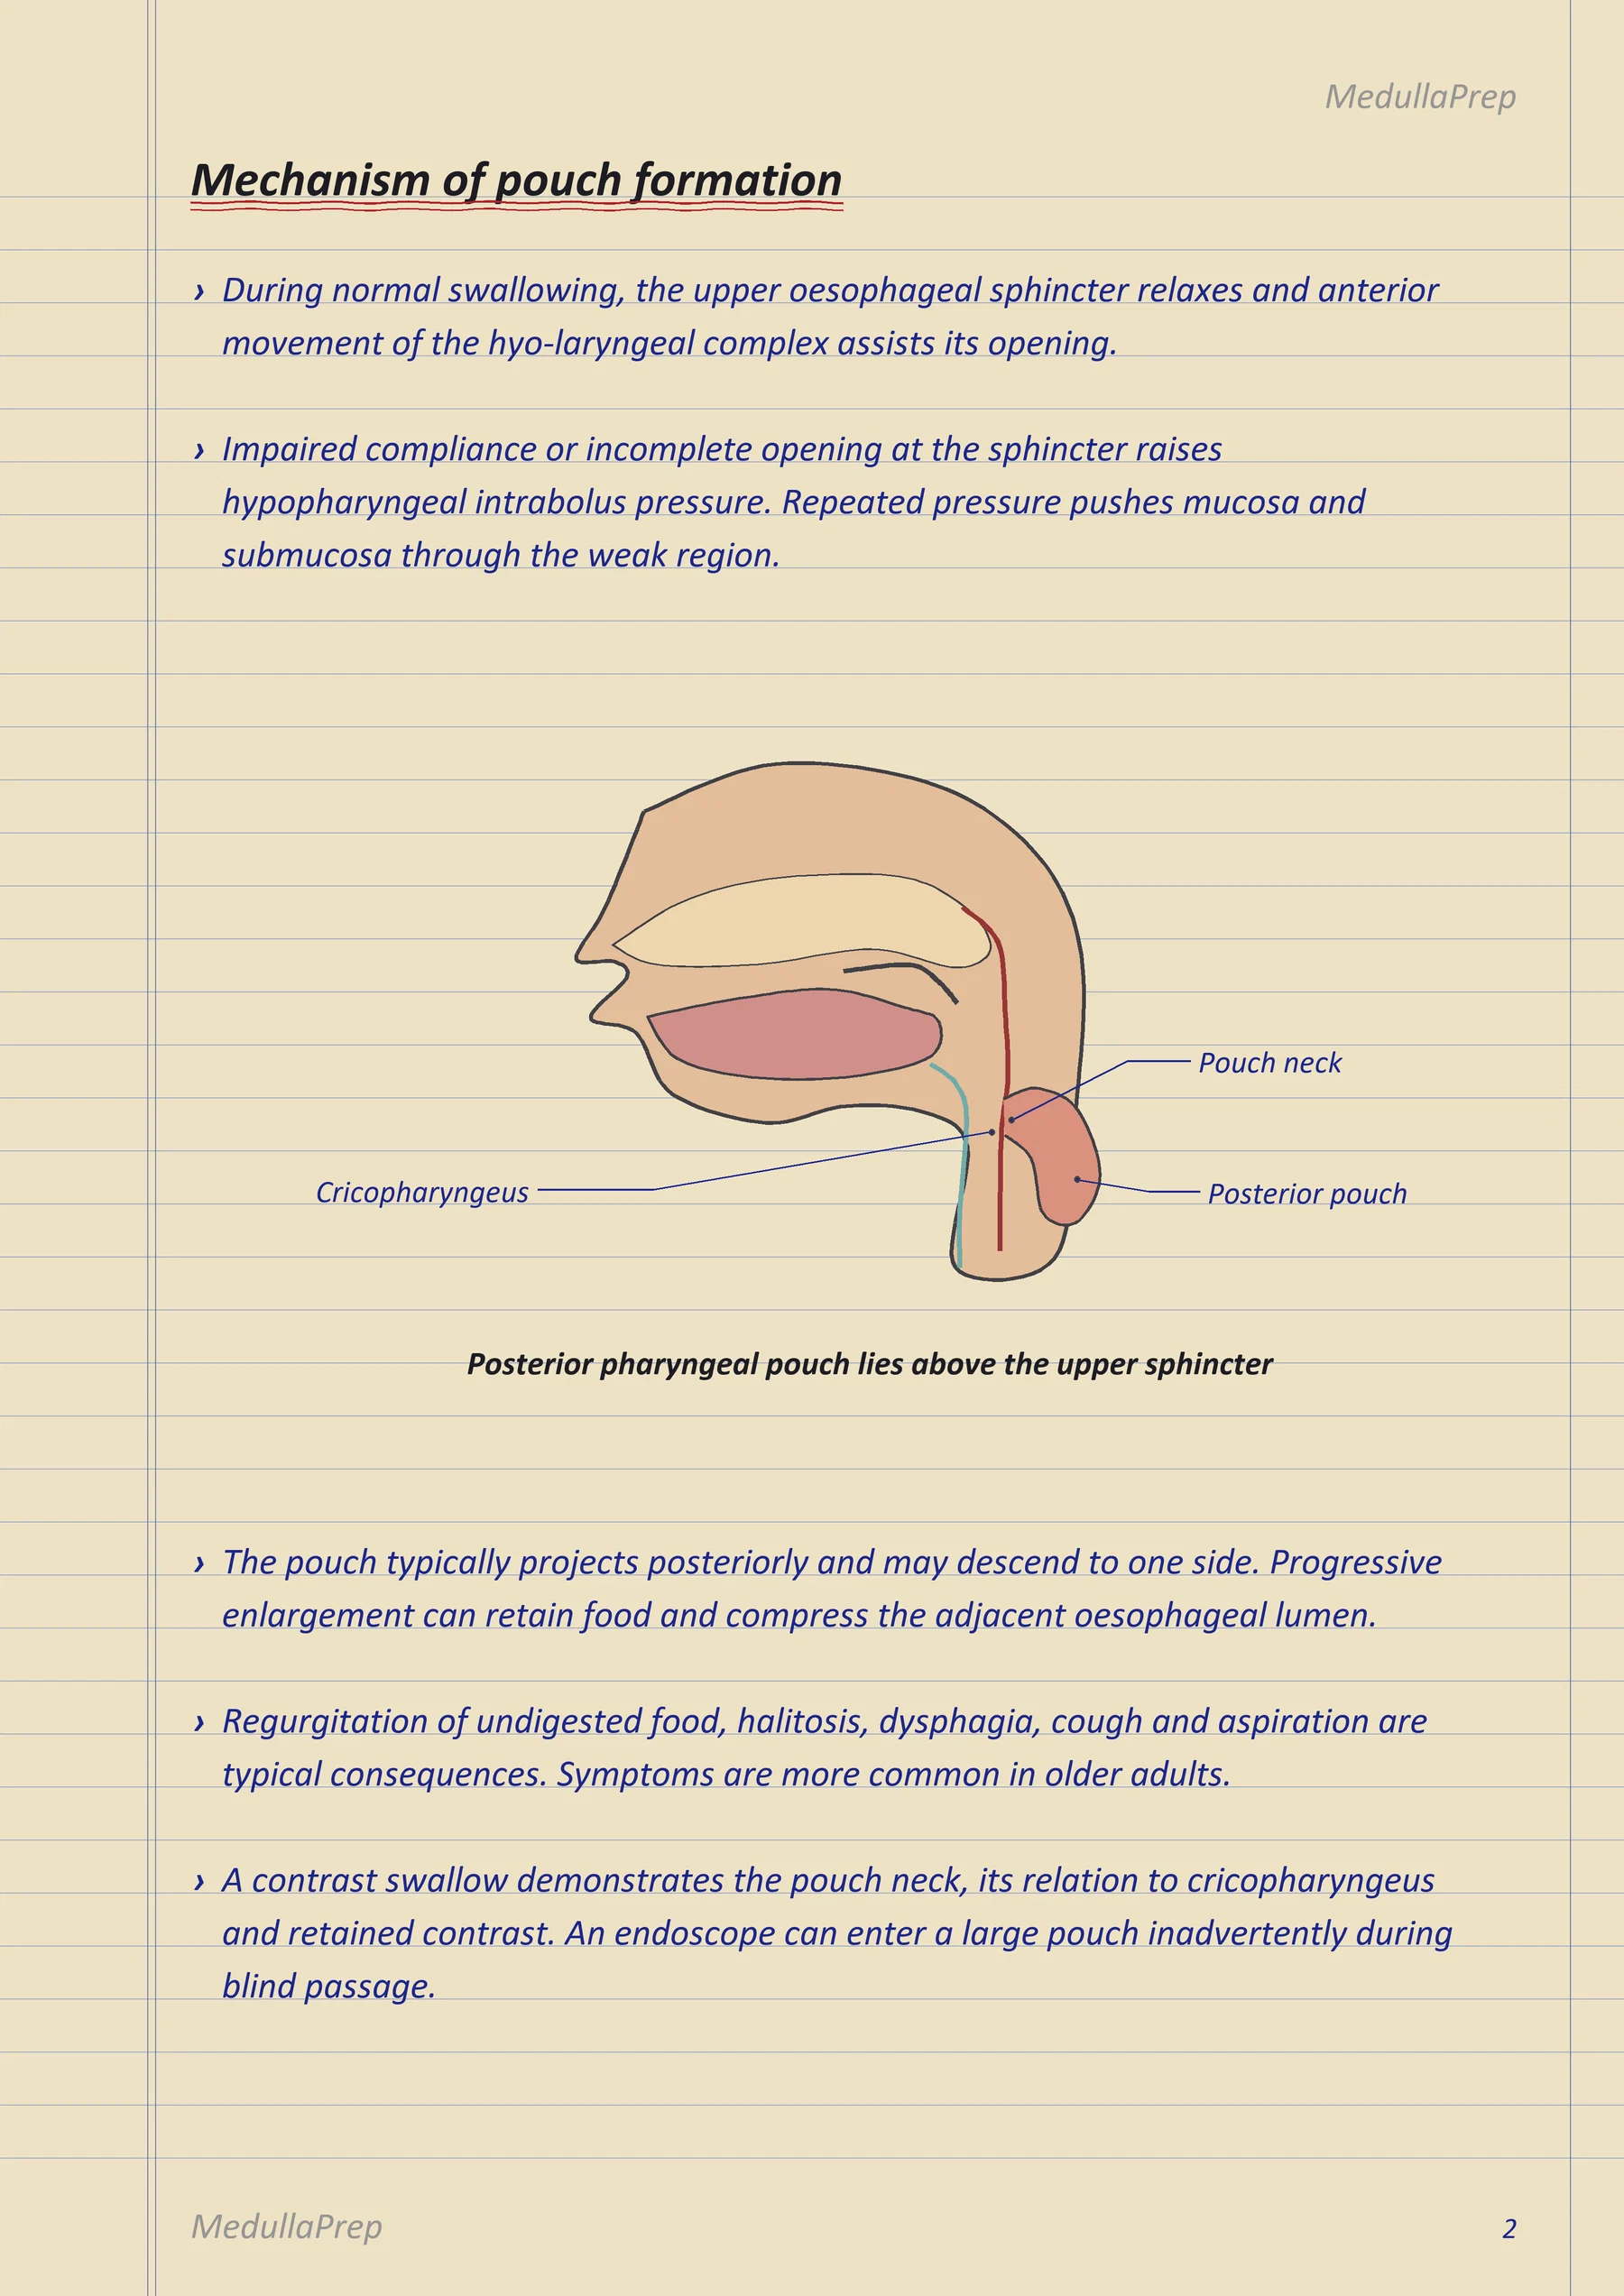 MedullaPrep
Mechanism of pouch formation
› During normal swallowing, the upper oesophageal sphincter relaxes and anterior
movement of the hyo-laryngeal complex assists its opening.
› Impaired compliance or incomplete opening at the sphincter raises
hypopharyngeal intrabolus pressure. Repeated pressure pushes mucosa and
submucosa through the weak region.
Pouch neck
Cricopharyngeus
Posterior pouch
Posterior pharyngeal pouch lies above the upper sphincter
› The pouch typically projects posteriorly and may descend to one side. Progressive
enlargement can retain food and compress the adjacent oesophageal lumen.
› Regurgitation of undigested food, halitosis, dysphagia, cough and aspiration are
typical consequences. Symptoms are more common in older adults.
› A contrast swallow demonstrates the pouch neck, its relation to cricopharyngeus
and retained contrast. An endoscope can enter a large pouch inadvertently during
blind passage.
MedullaPrep
2